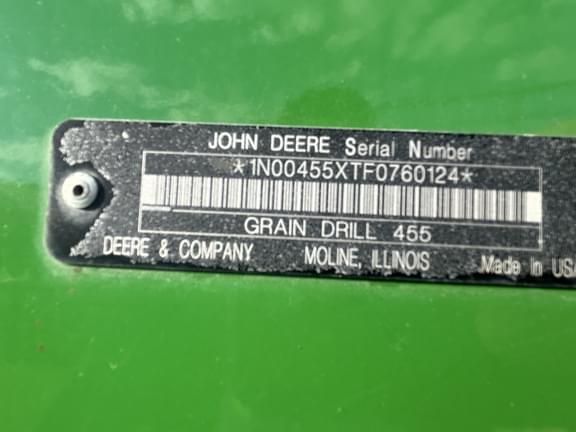 JOHN DEERE Serial Number
*1N00455XTF0760124*
GRAIN DRILL 455
DEERE & COMPANY MOLINE, ILLINOIS Made in USA